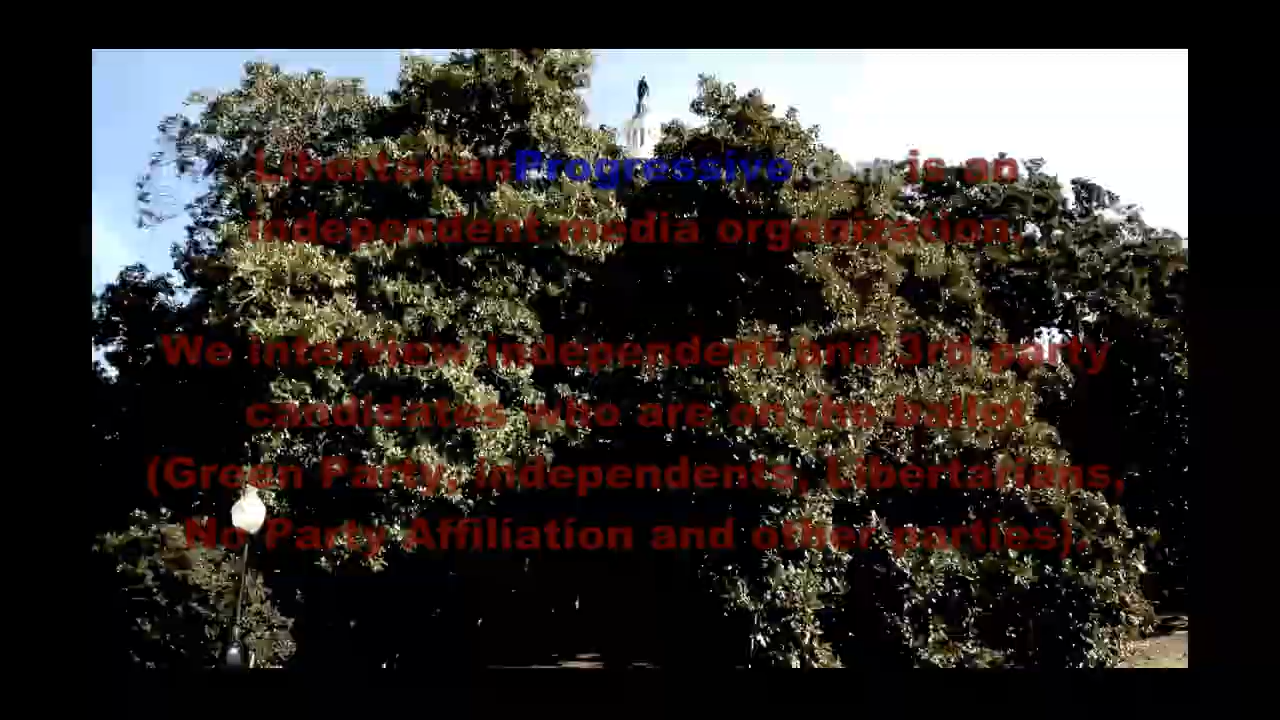 LibertarianProgressive.com is an
independent media organization.
We interview independent and 3rd party
candidates who are on the ballot
(Green Party, Independents, Libertarians,
No Party Affiliation and other parties).